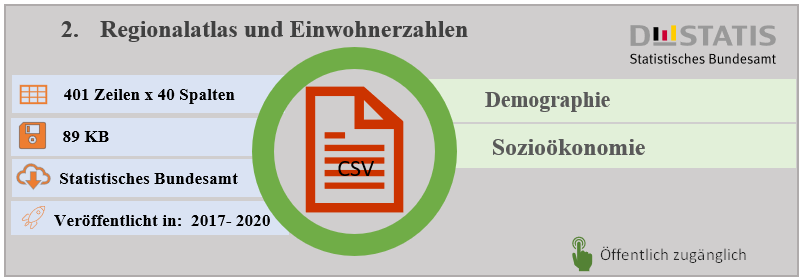 2. Regionalatlas und Einwohnerzahlen
DESTATIS
Statistisches Bundesamt
401 Zeilen x 40 Spalten
89 KB
Statistisches Bundesamt
Veröffentlicht in: 2017- 2020
CSV
Demographie
Sozioökonomie
Öffentlich zugänglich